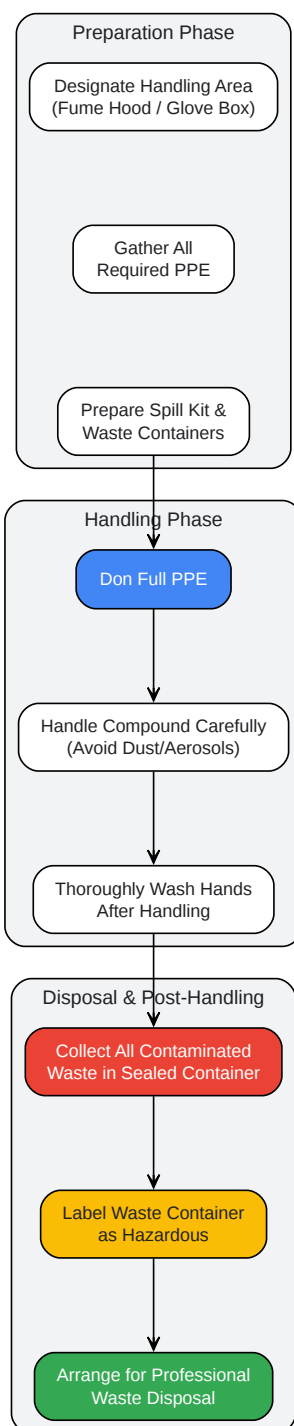 Preparation Phase
Designate Handling Area
(Fume Hood / Glove Box)
Gather All
Required PPE
Prepare Spill Kit &
Waste Containers
Handling Phase
Don Full PPE
Handle Compound Carefully
(Avoid Dust/Aerosols)
Thoroughly Wash Hands
After Handling
Disposal & Post-Handling
Collect All Contaminated
Waste in Sealed Container
Label Waste Container
as Hazardous
Arrange for Professional
Waste Disposal